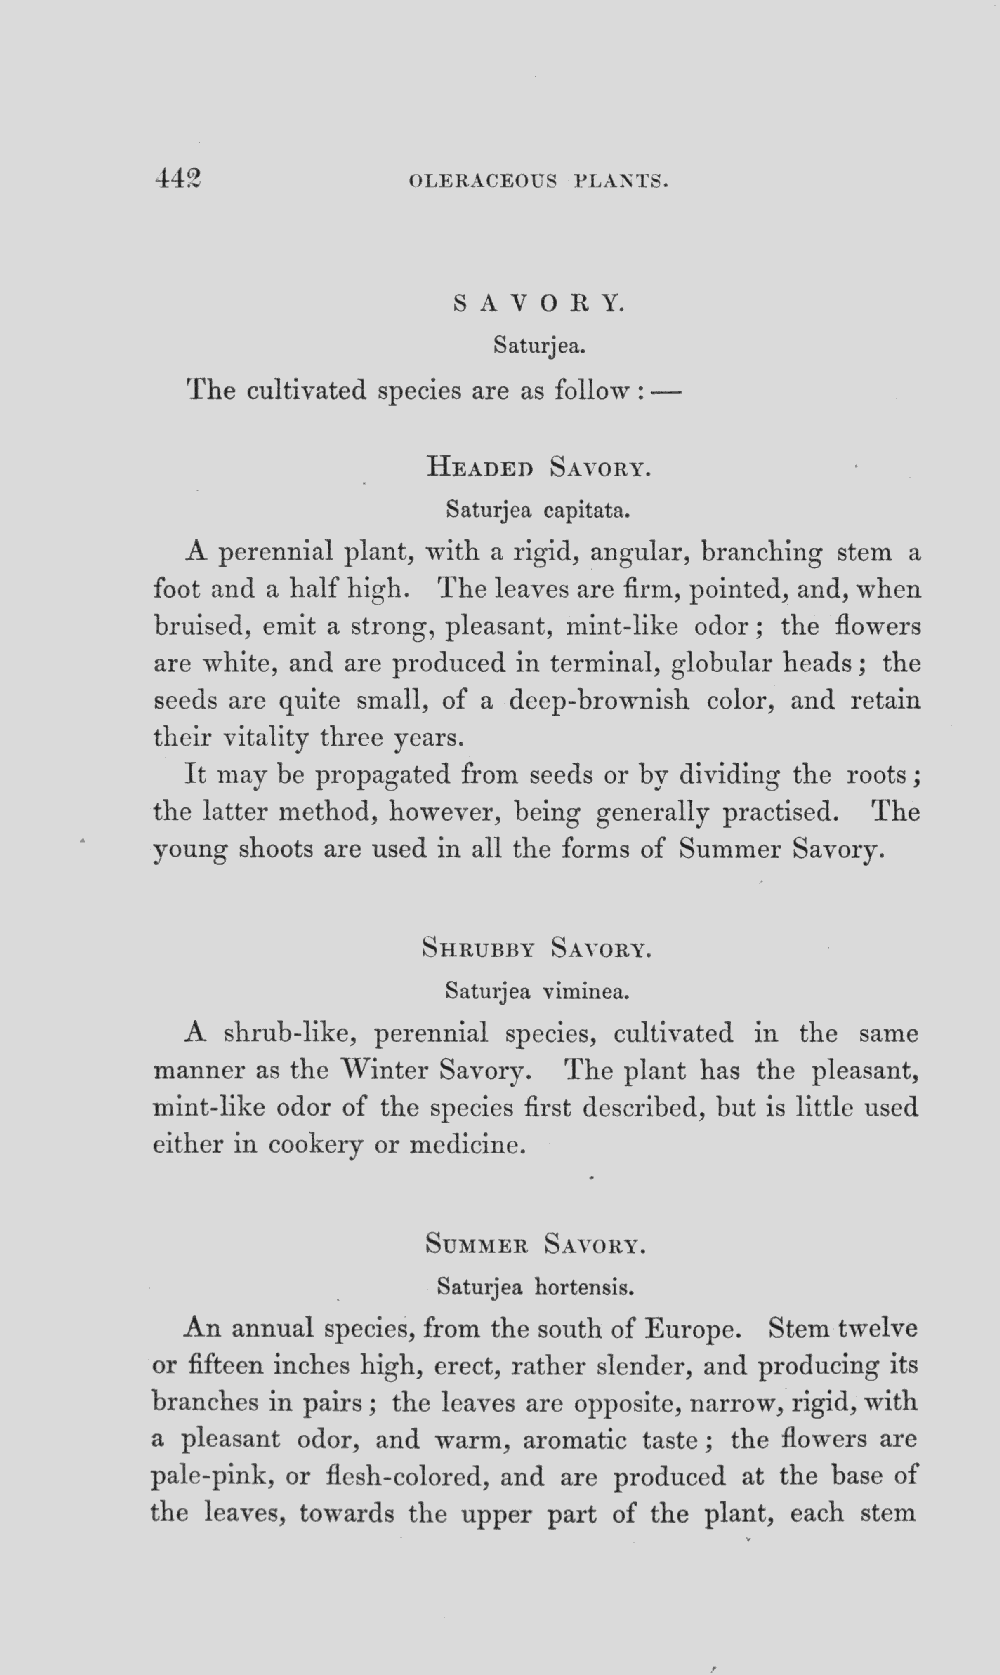 442
OLERACEOUS PLANTS.
SAVORY.
Saturjea.
The cultivated species are as follow : —
HEADED SAVORY.
Saturjea capitata.
A perennial plant, with a rigid, angular, branching stem a
foot and a half high. The leaves are firm, pointed, and, when
bruised, emit a strong, pleasant, mint-like odor ; the flowers
are white, and are produced in terminal, globular heads ; the
seeds are quite small, of a deep-brownish color, and retain
their vitality three years.
It may be propagated from seeds or by dividing the roots ;
the latter method, however, being generally practised. The
young shoots are used in all the forms of Summer Savory.
SHRUBBY SAVORY.
Saturjea viminea.
A shrub-like, perennial species, cultivated in the same
manner as the Winter Savory. The plant has the pleasant,
mint-like odor of the species first described, but is little used
either in cookery or medicine.
SUMMER SAVORY.
Saturjea hortensis.
An annual species, from the south of Europe. Stem twelve
or fifteen inches high, erect, rather slender, and producing its
branches in pairs ; the leaves are opposite, narrow, rigid, with
a pleasant odor, and warm, aromatic taste ; the flowers are
pale-pink, or flesh-colored, and are produced at the base of
the leaves, towards the upper part of the plant, each stem